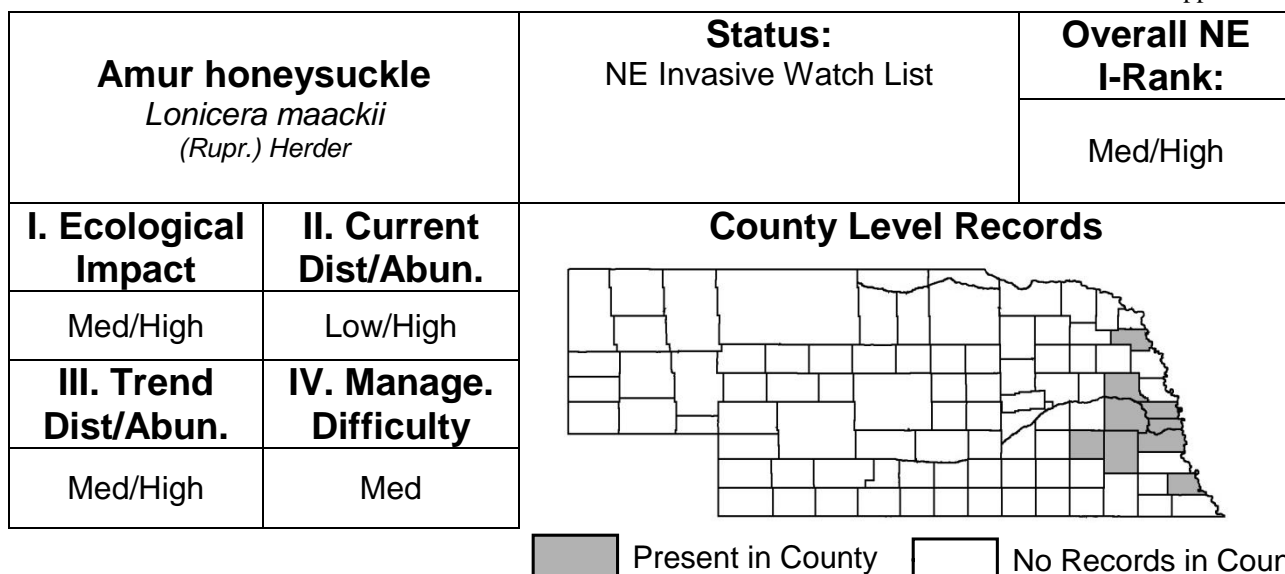 Amur honeysuckle
Lonicera maackii
(Rupr.) Herder
Status:
NE Invasive Watch List
Overall NE
I-Rank:
Med/High
I. Ecological
Impact
II. Current
Dist/Abun.
Med/High
Low/High
III. Trend
Dist/Abun.
IV. Manage.
Difficulty
Med/High
Med
County Level Records
Present in County
No Records in Coun